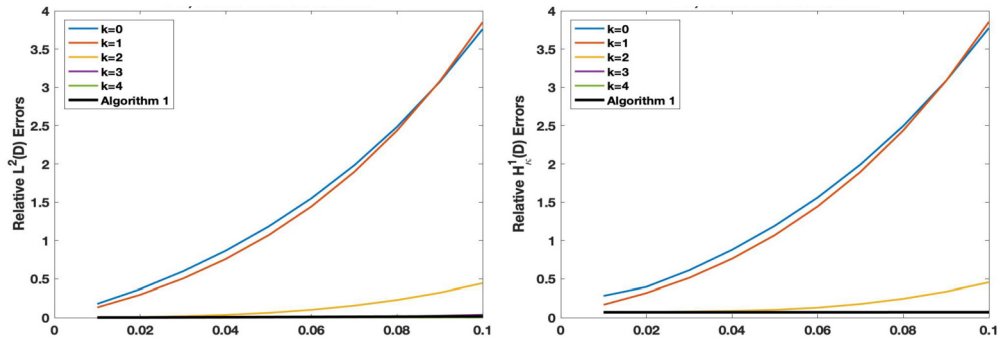 Relative L²(D) Errors
4
3.5
3
2.5
2
1.5
1
0.5
0
0
0.02
0.04
0.06
0.08
0.1
k=0
k=1
k=2
k=3
k=4
Algorithm 1
Relative H¹κ(D) Errors
4
3.5
3
2.5
2
1.5
1
0.5
0
0
0.02
0.04
0.06
0.08
0.1
k=0
k=1
k=2
k=3
k=4
Algorithm 1